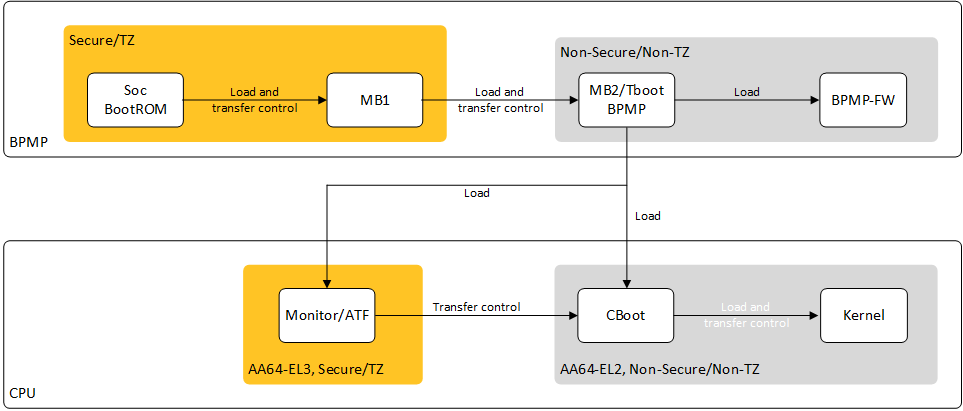 Secure/TZ
Soc
BootROM
Load and
transfer control
MB1
Load and
transfer control
Non-Secure/Non-TZ
MB2/Tboot
BPMP
Load
BPMP-FW
BPMP
Load
Load
Monitor/ATF
Transfer control
CBoot
Load and
transfer control
Kernel
AA64-EL3, Secure/TZ
AA64-EL2, Non-Secure/Non-TZ
CPU